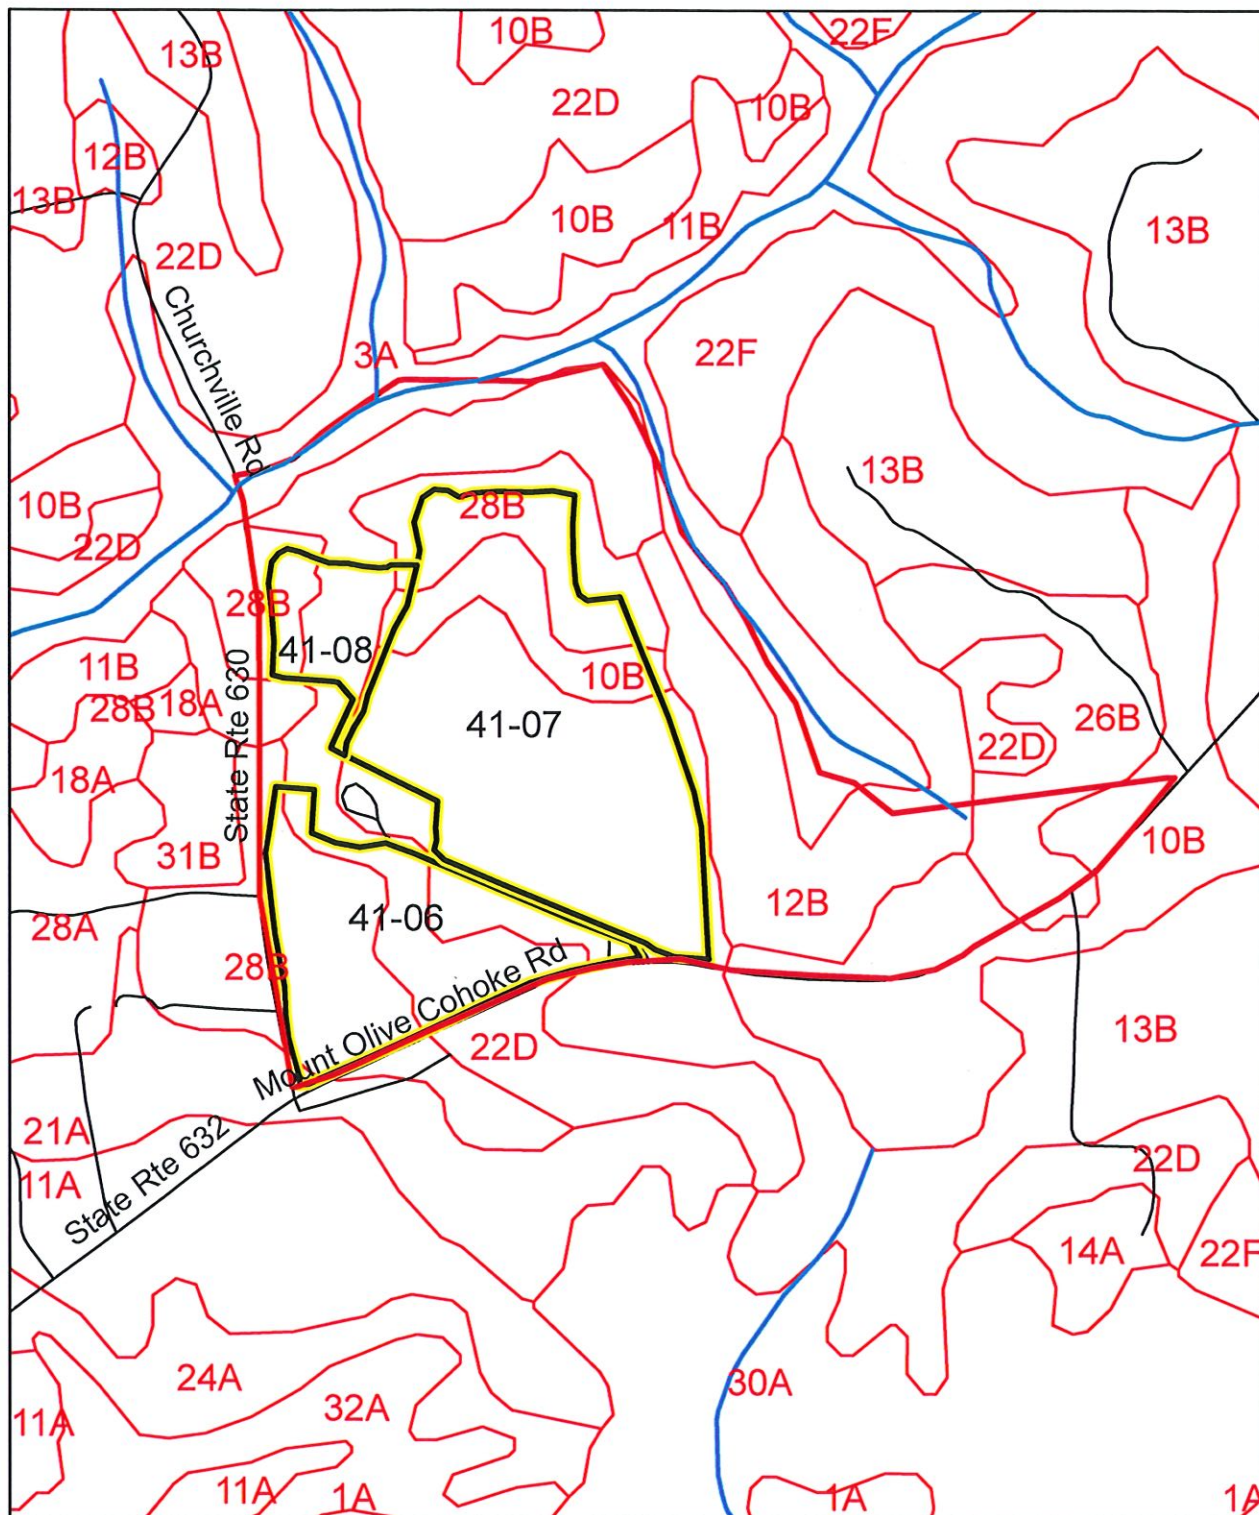 10B
22F
13B
22D
10B
12B
13B
10B
11B
13B
22D
Churchville Rd
3A
22F
13B
10B
28B
22D
28B
41-08
11B
10B
28B
18A
State Rte 630
41-07
26B
22D
18A
31B
10B
12B
41-06
28A
28B
Mount Olive Cohoke Rd
22D
13B
21A
State Rte 632
22D
11A
14A
22F
24A
30A
32A
11A
11A
1A
1A
1A